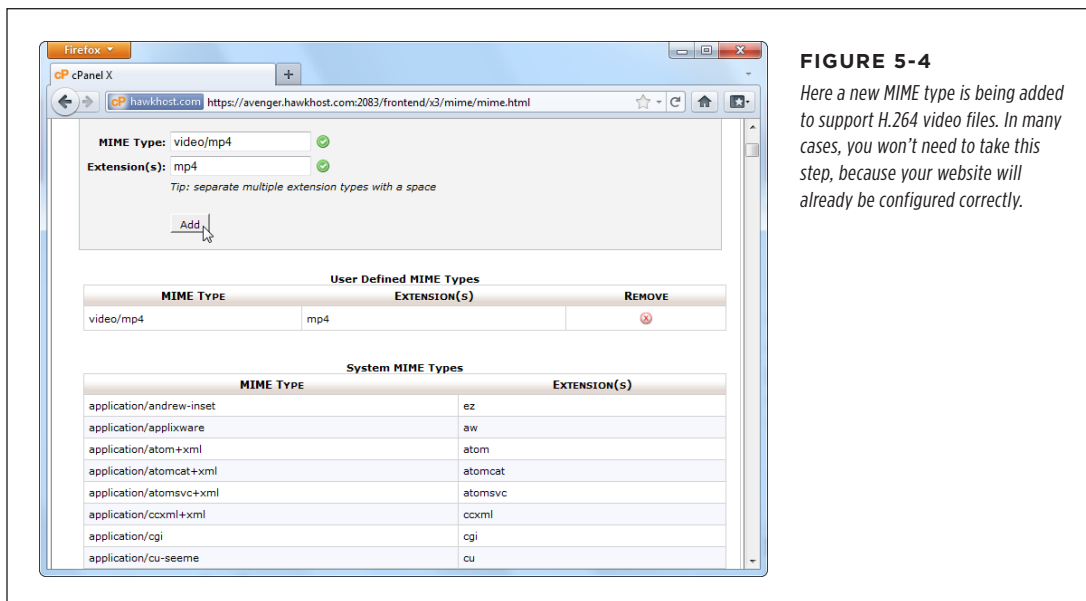 Firefox
cP cPanel X
+
cP hawkhost.com https://avenger.hawkhost.com:2083/frontend/x3/mime/mime.html
MIME Type: video/mp4
Extension(s): mp4
Tip: separate multiple extension types with a space
Add
User Defined MIME Types
MIME Type Extension(s) Remove
video/mp4 mp4
System MIME Types
MIME Type Extension(s)
application/andrew-inset ez
application/applixware aw
application/atom+xml atom
application/atomcat+xml atomcat
application/atomsvc+xml atomsvc
application/ccxml+xml ccxml
application/cgi cgi
application/cu-seeme cu
FIGURE 5-4
Here a new MIME type is being added
to support H.264 video files. In many
cases, you won't need to take this
step, because your website will
already be configured correctly.